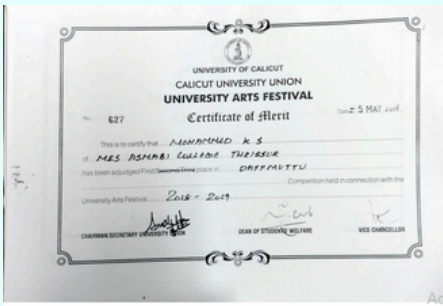 UNIVERSITY OF CALICUT
CALICUT UNIVERSITY UNION
UNIVERSITY ARTS FESTIVAL
No. 627 Certificate of Merit Date: 5 MAY
This is to certify that MOHAMMED K S
of MES ASMABI COLLEGE THRISSUR
has been adjudged First/Second/Third place in DAFFMUTTU
Competition held in connection with the
University Arts Festival 2018 - 2019
CHAIRMAN/SECRETARY UNIVERSITY UNION DEAN OF STUDENTS WELFARE VICE CHANCELLOR